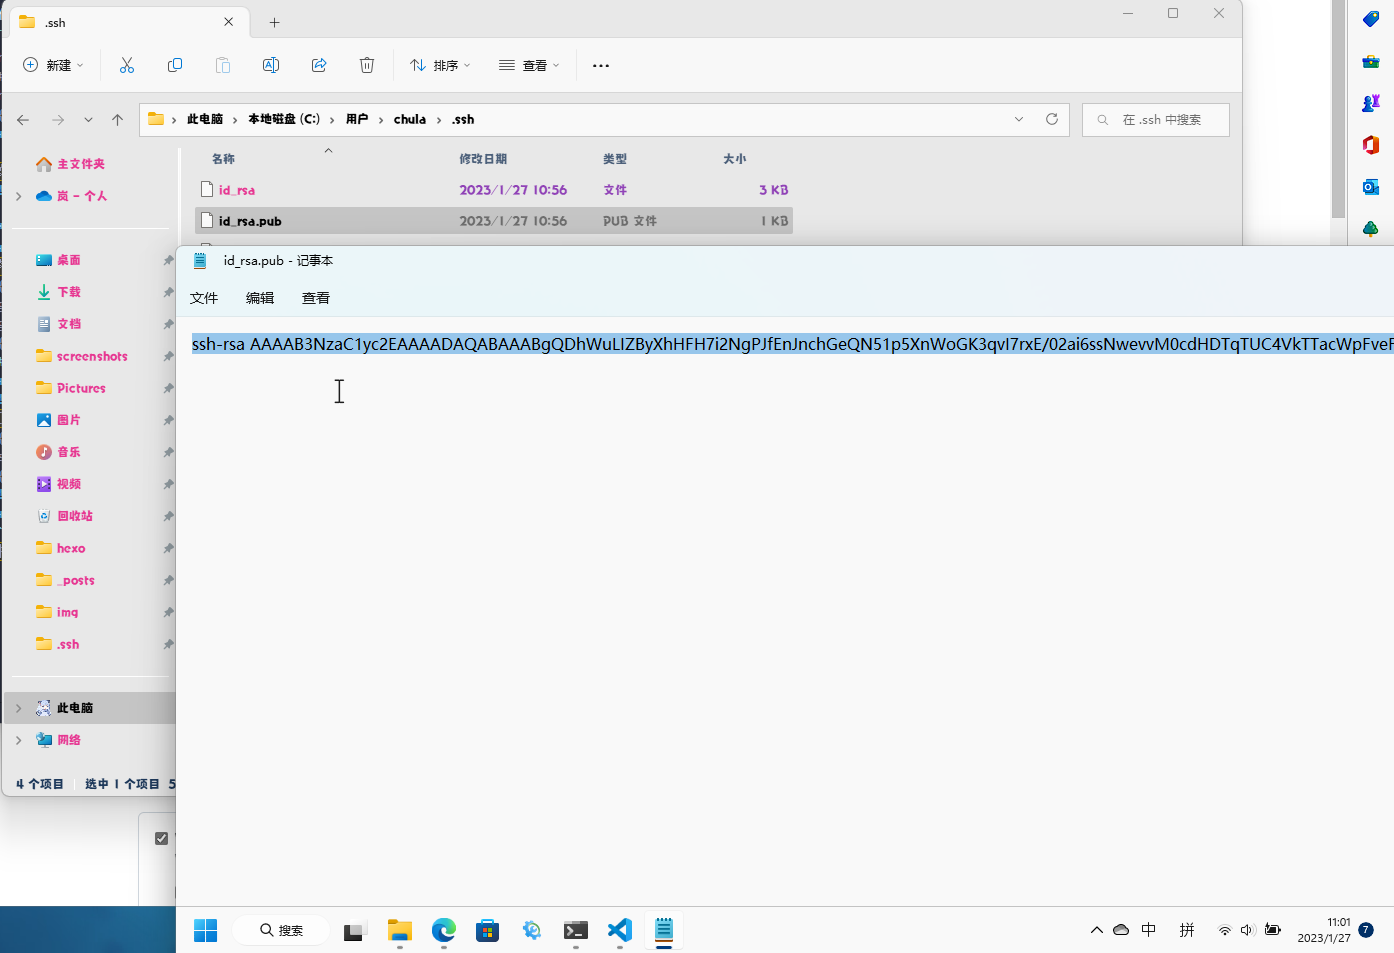 .ssh
新建
排序
查看
此电脑 > 本地磁盘 (C:) > 用户 > chula > .ssh
在 .ssh 中搜索
名称 修改日期 类型 大小
id_rsa 2023/1/27 10:56 文件 3 KB
id_rsa.pub 2023/1/27 10:56 PUB 文件 1 KB
主文件夹
岚 - 个人
桌面
下载
文档
screenshots
Pictures
图片
音乐
视频
回收站
hexo
_posts
img
.ssh
此电脑
网络
4 个项目 选中 1 个项目 5
id_rsa.pub - 记事本
文件 编辑 查看
ssh-rsa AAAAB3NzaC1yc2EAAAADAQABAAABgQDhWuLIZByXhHFH7i2NgPJfEnJnchGeQN51p5XnWoGK3qvI7rxE/02ai6ssNwevvM0cdHDTqTUC4VkTTacWpFveF
搜索
中
拼
11:01
2023/1/27
7